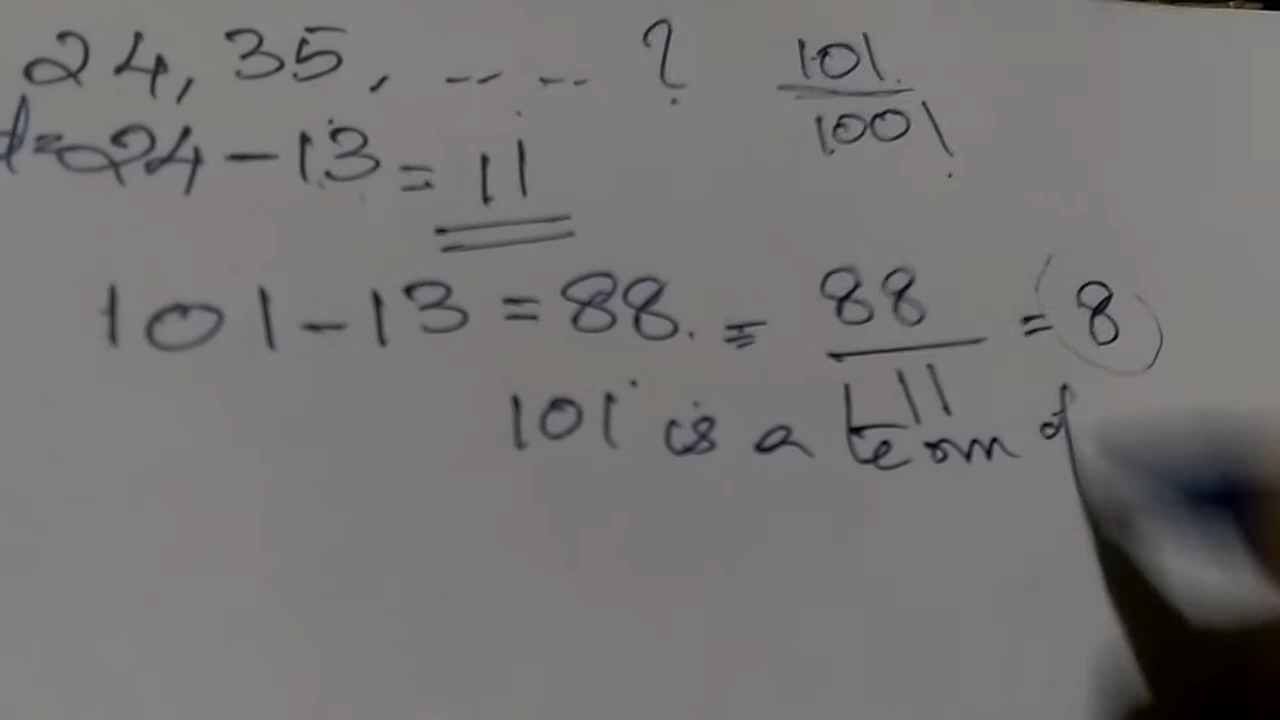 24, 35, -- -- ? 101
1001
d=24-13=11
101-13=88. = 88/11 = 8
101 is a term of